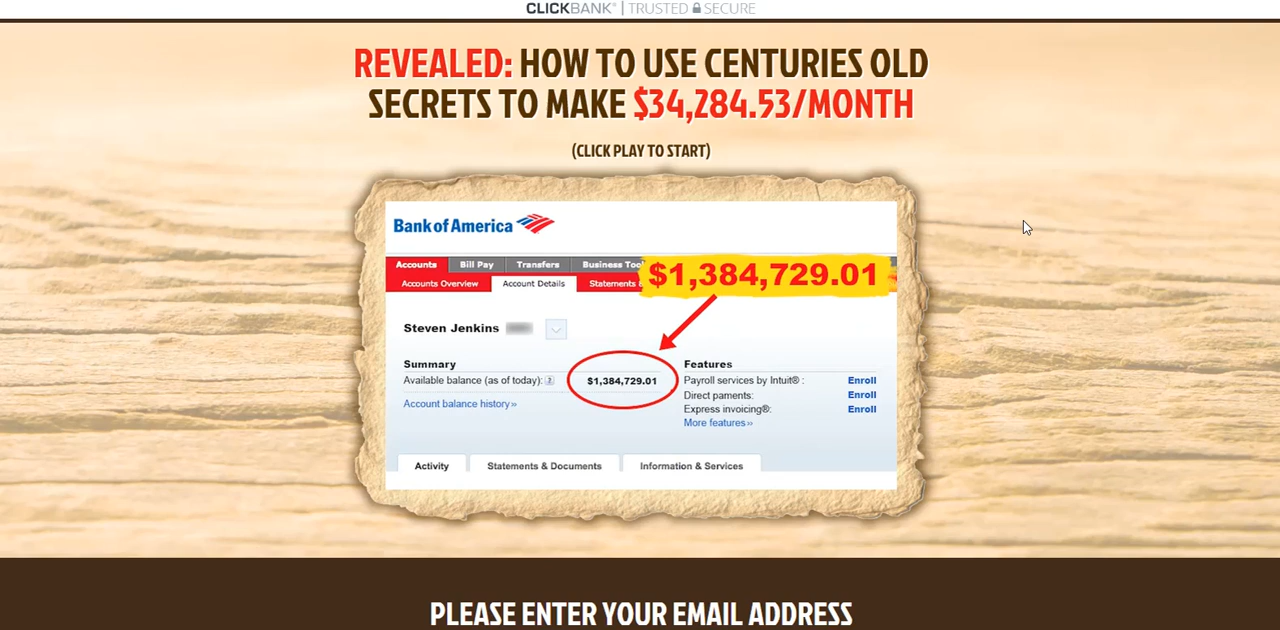 CLICKBANK® | TRUSTED SECURE
REVEALED: HOW TO USE CENTURIES OLD
SECRETS TO MAKE $34,284.53/MONTH
(CLICK PLAY TO START)
Bank of America
Accounts Bill Pay Transfers Business Too
$1,384,729.01
Accounts Overview Account Details Statements &
Steven Jenkins
Summary Features
Available balance (as of today): ? $1,384,729.01 Payroll services by Intuit® : Enroll
Direct paments: Enroll
Account balance history»
Express invoicing®: Enroll
More features»
Activity Statements & Documents Information & Services
PLEASE ENTER YOUR EMAIL ADDRESS